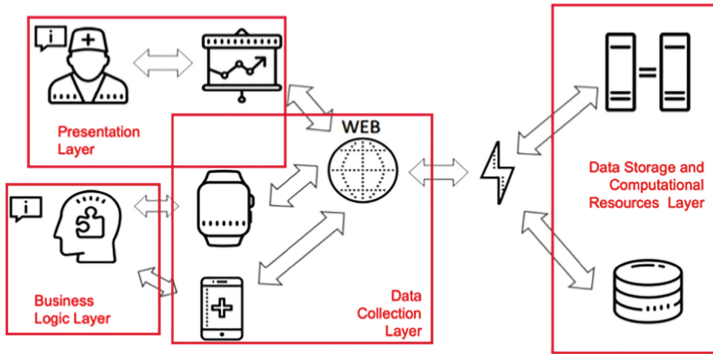 i
Presentation
Layer
WEB
Data Storage and
Computational
Resources Layer
i
Business
Logic Layer
Data
Collection
Layer